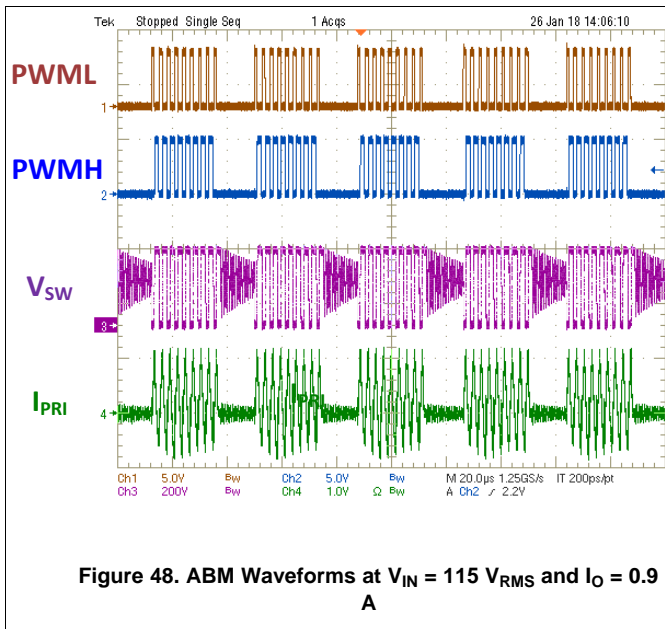 Tek Stopped Single Seq 1 Acqs 26 Jan 18 14:06:10
PWML
1
PWMH
2
VSW
3
IPRI
4
IPRI
Ch1 5.0V Bw Ch2 5.0V Bw M 20.0µs 1.25GS/s IT 200ps/pt
Ch3 200V Bw Ch4 1.0V Ω Bw A Ch2 / 2.2V
Figure 48. ABM Waveforms at VIN = 115 VRMS and IO = 0.9
A